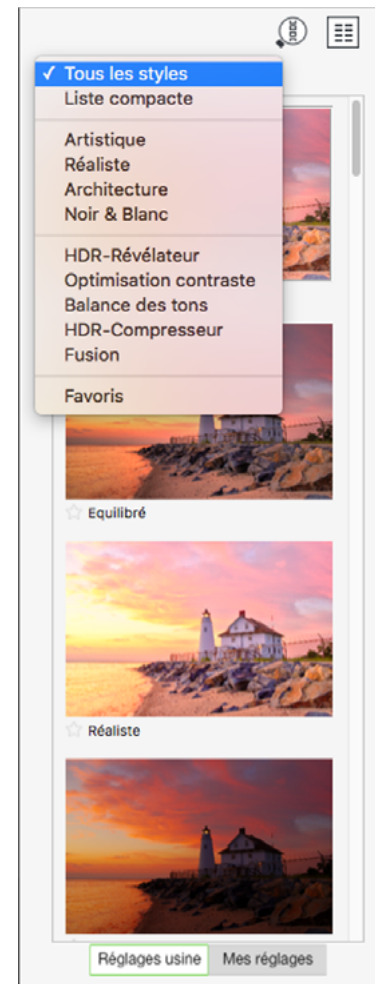 ✓ Tous les styles
Liste compacte
Artistique
Réaliste
Architecture
Noir & Blanc
HDR-Révélateur
Optimisation contraste
Balance des tons
HDR-Compresseur
Fusion
Favoris
Equilibré
Réaliste
Réglages usine Mes réglages